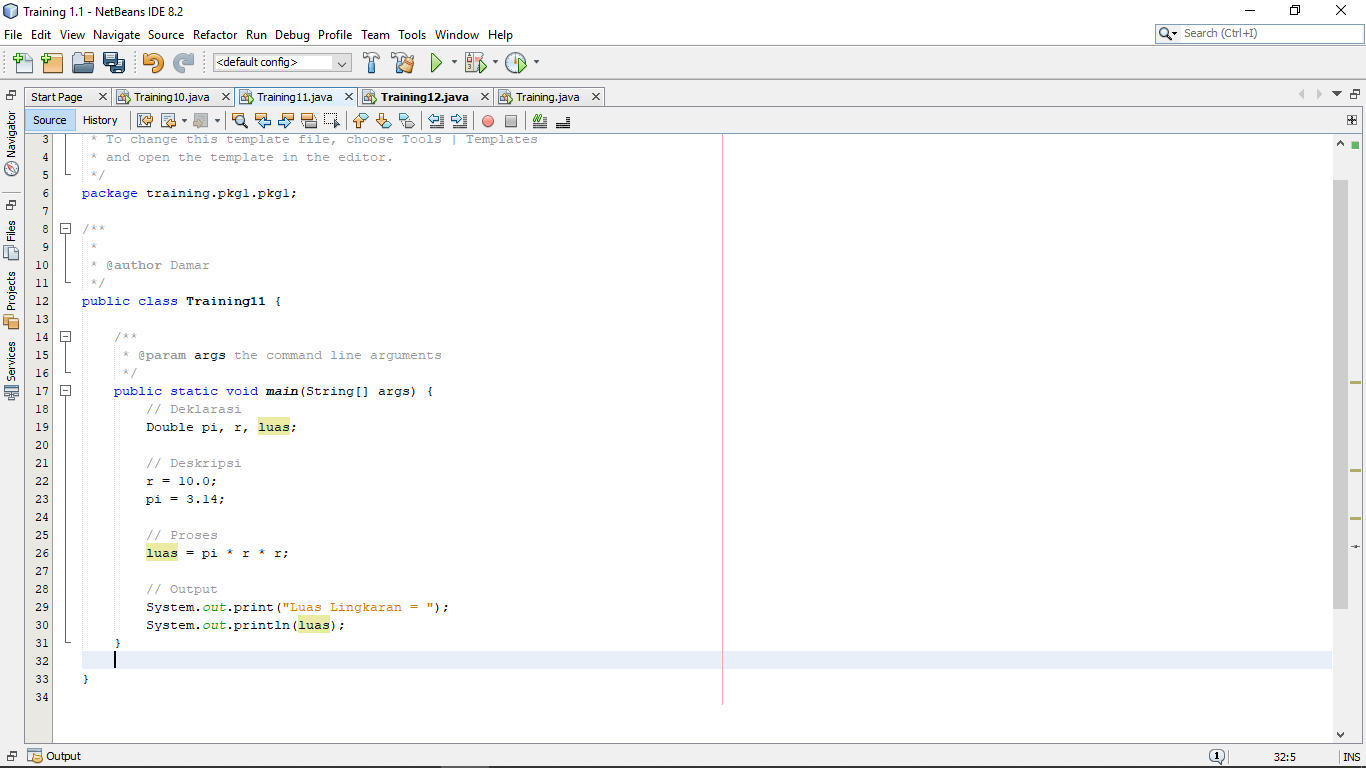 Training 1.1 - NetBeans IDE 8.2
File Edit View Navigate Source Refactor Run Debug Profile Team Tools Window Help
Search (Ctrl+I)
<default config>
Start Page Training10.java Training11.java Training12.java Training.java
Source History
Navigator
Files
Projects
Services
3 * To change this template file, choose Tools | Templates
4 * and open the template in the editor.
5 */
6 package training.pkg1.pkg1;
7
8 /**
9 *
10 * @author Damar
11 */
12 public class Training11 {
13
14 /**
15 * @param args the command line arguments
16 */
17 public static void main(String[] args) {
18 // Deklarasi
19 Double pi, r, luas;
20
21 // Deskripsi
22 r = 10.0;
23 pi = 3.14;
24
25 // Proses
26 luas = pi * r * r;
27
28 // Output
29 System.out.print("Luas Lingkaran = ");
30 System.out.println(luas);
31 }
32
33 }
34
Output
1 32:5 INS